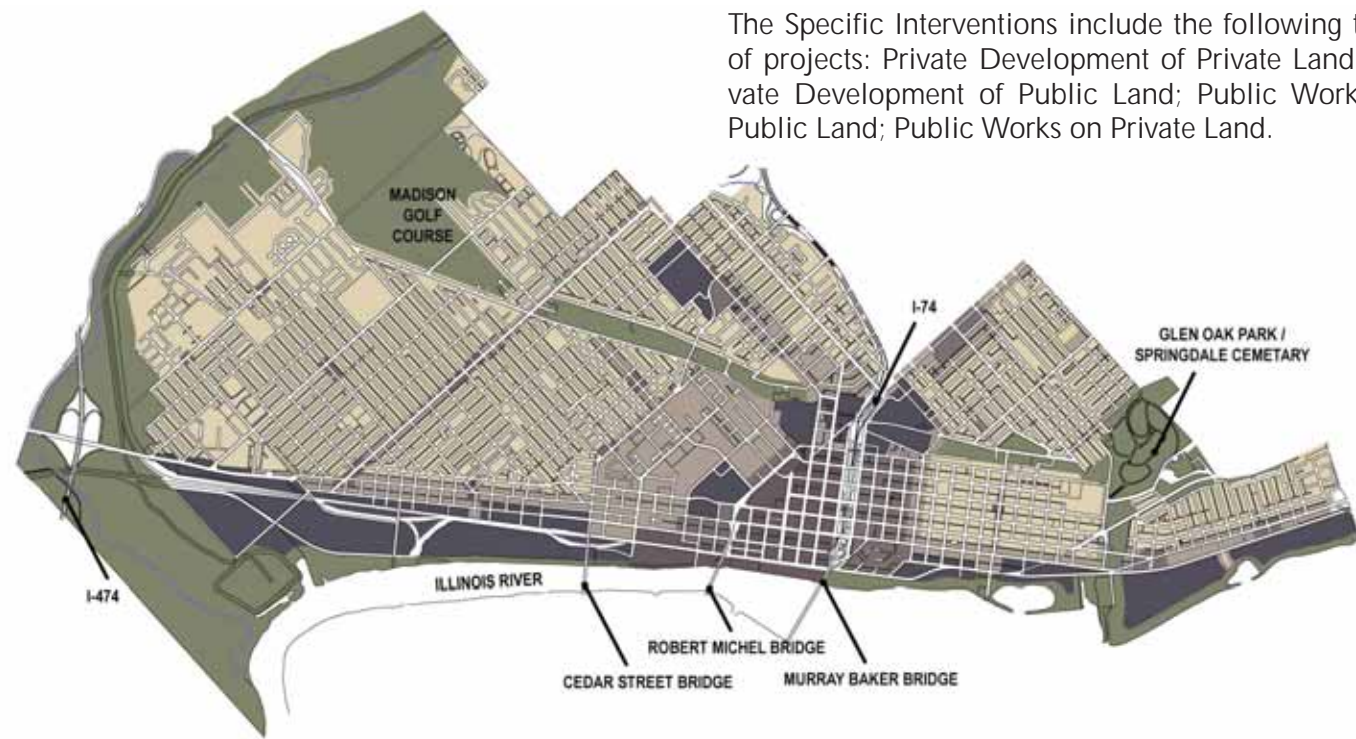 The Specific Interventions include the following
of projects: Private Development of Private Land
vate Development of Public Land; Public Work
Public Land; Public Works on Private Land.
MADISON
GOLF
COURSE
I-74
GLEN OAK PARK /
SPRINGDALE CEMETARY
I-474
ILLINOIS RIVER
ROBERT MICHEL BRIDGE
CEDAR STREET BRIDGE
MURRAY BAKER BRIDGE